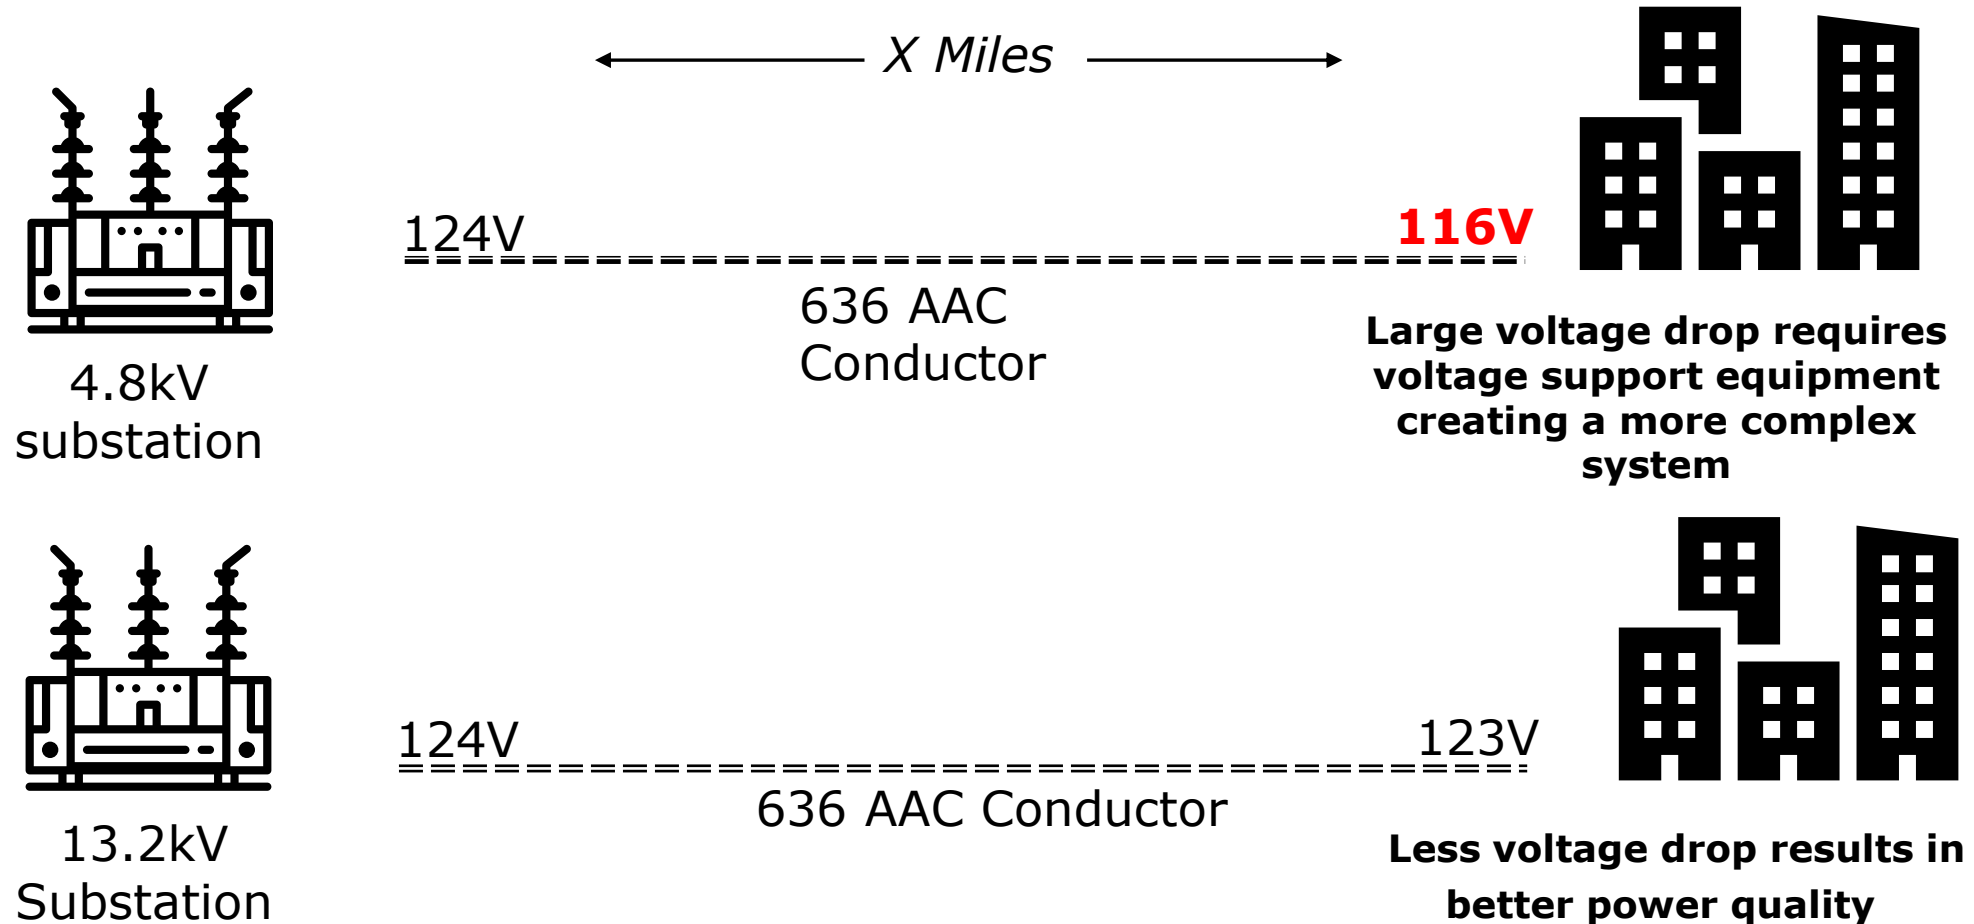 X Miles
124V
116V
636 AAC
Conductor
4.8kV
substation
Large voltage drop requires
voltage support equipment
creating a more complex
system
124V
123V
636 AAC Conductor
13.2kV
Substation
Less voltage drop results in
better power quality